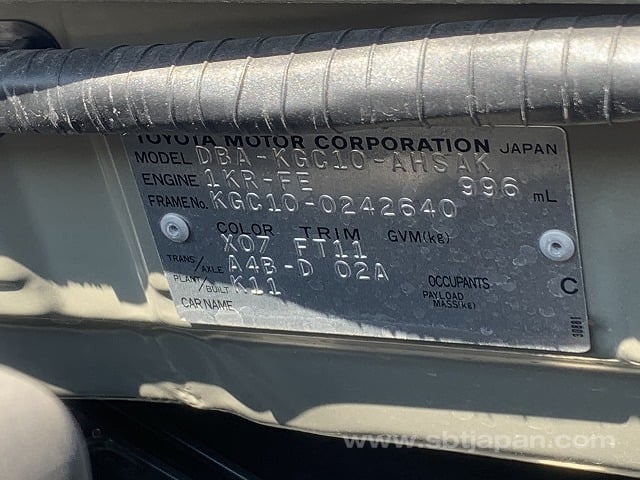 TOYOTA MOTOR CORPORATION JAPAN
MODEL DBA-KGC10-AHSAK
ENGINE 1KR-FE 996 mL
FRAME No. KGC10-0242640
COLOR TRIM GVM(kg)
X07 FT11
TRANS/AXLE A4B-D 02A
PLANT/BUILT K11
OCCUPANTS
PAYLOAD
MASS(kg)
C
CAR NAME
30881
www.sbtjapan.com